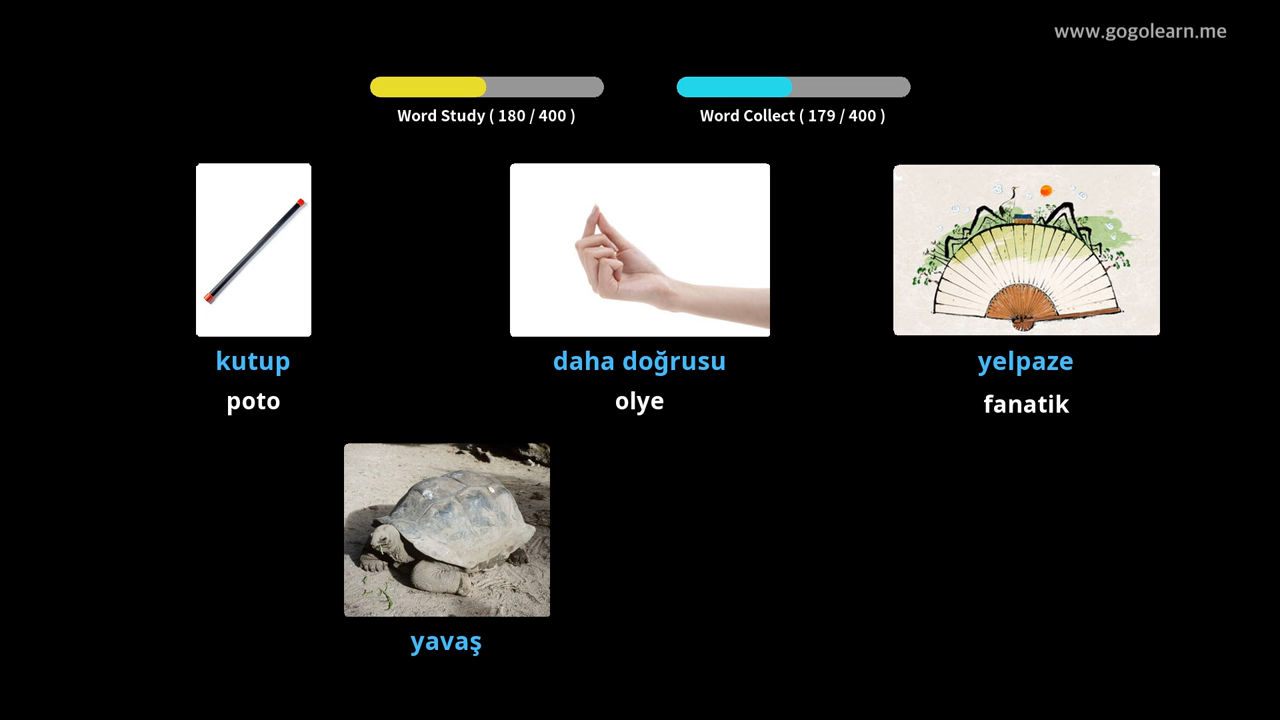 www.gogolearn.me
Word Study ( 180 / 400 )
Word Collect ( 179 / 400 )
kutup
daha doğrusu
yelpaze
poto
olye
fanatik
yavaş